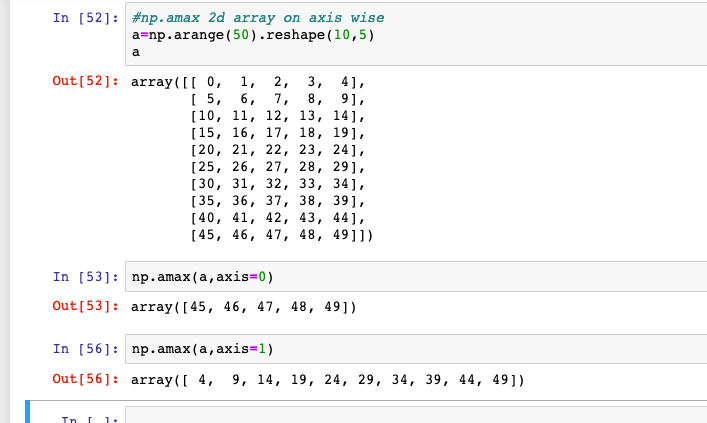 In [52]: #np.amax 2d array on axis wise
a=np.arange(50).reshape(10,5)
a
Out[52]: array([[ 0,  1,  2,  3,  4],
[ 5,  6,  7,  8,  9],
[10, 11, 12, 13, 14],
[15, 16, 17, 18, 19],
[20, 21, 22, 23, 24],
[25, 26, 27, 28, 29],
[30, 31, 32, 33, 34],
[35, 36, 37, 38, 39],
[40, 41, 42, 43, 44],
[45, 46, 47, 48, 49]])
In [53]: np.amax(a,axis=0)
Out[53]: array([45, 46, 47, 48, 49])
In [56]: np.amax(a,axis=1)
Out[56]: array([ 4,  9, 14, 19, 24, 29, 34, 39, 44, 49])
In [ ]: